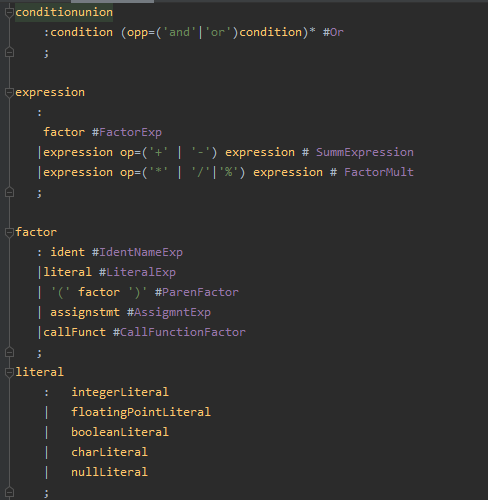 conditionunion
:condition (opp=('and'|'or')condition)* #Or
;
expression
:
factor #FactorExp
|expression op=('+' | '-') expression # SummExpression
|expression op=('*' | '/'|'%') expression # FactorMult
;
factor
: ident #IdentNameExp
|literal #LiteralExp
| '(' factor ')' #ParenFactor
| assignstmt #AssigmntExp
|callFunct #CallFunctionFactor
;
literal
: integerLiteral
| floatingPointLiteral
| booleanLiteral
| charLiteral
| nullLiteral
;